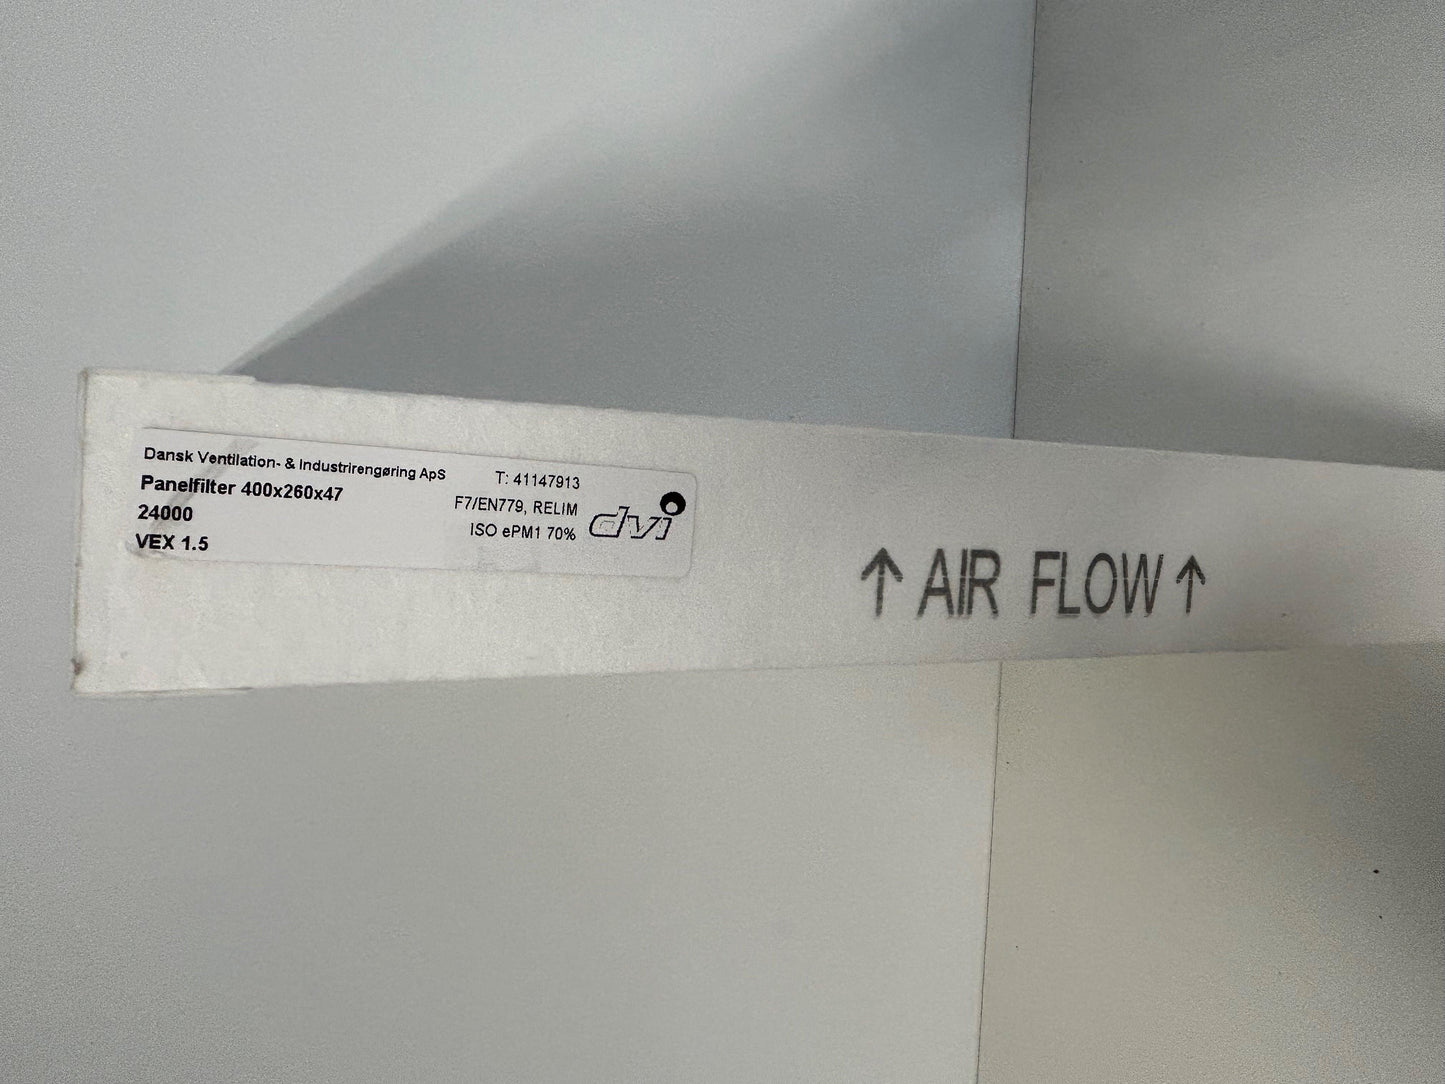 Dansk Ventilation- & Industrirengøring ApS
Panelfilter 400x260x47
24000
VEX 1.5
T: 41147913
F7/EN779, RELIM
ISO ePM1 70%
dvi
↑ AIR FLOW ↑